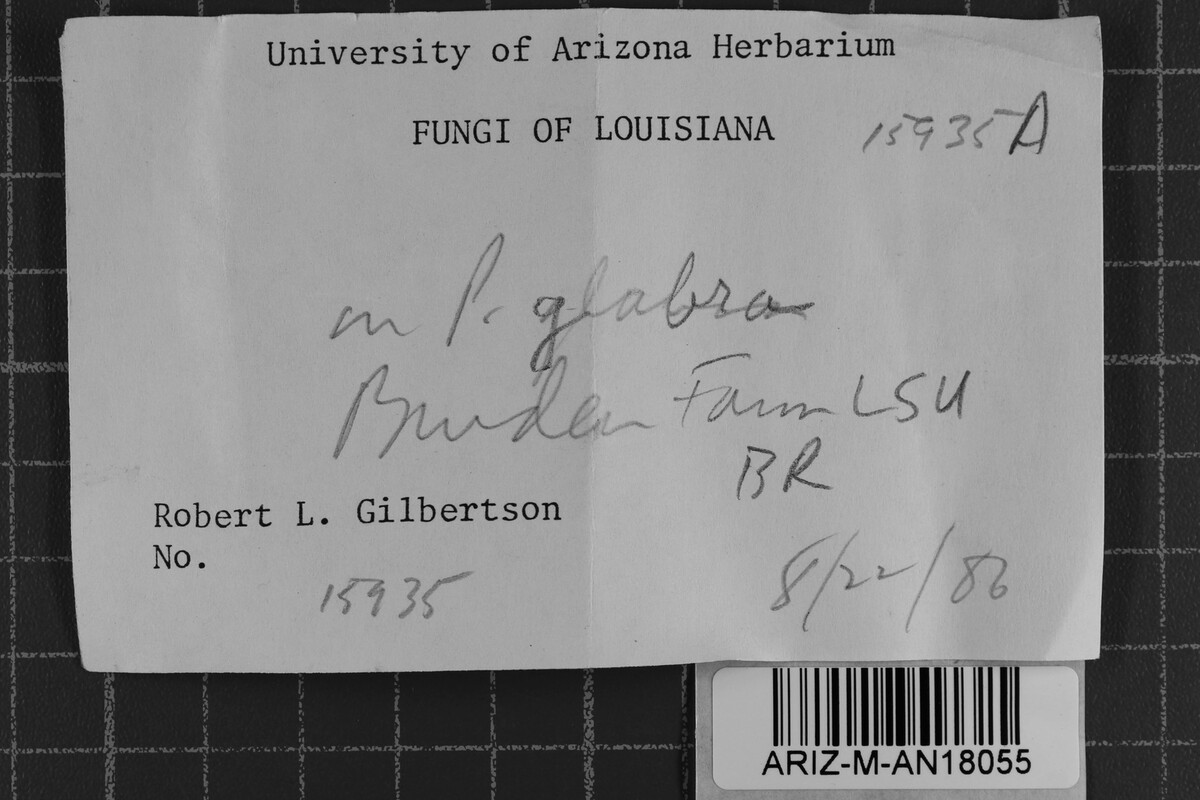 University of Arizona Herbarium
FUNGI OF LOUISIANA 15935A
on P. glabra
Burden Farm LSU
BR
Robert L. Gilbertson
No.
15935
8/22/86
ARIZ-M-AN18055